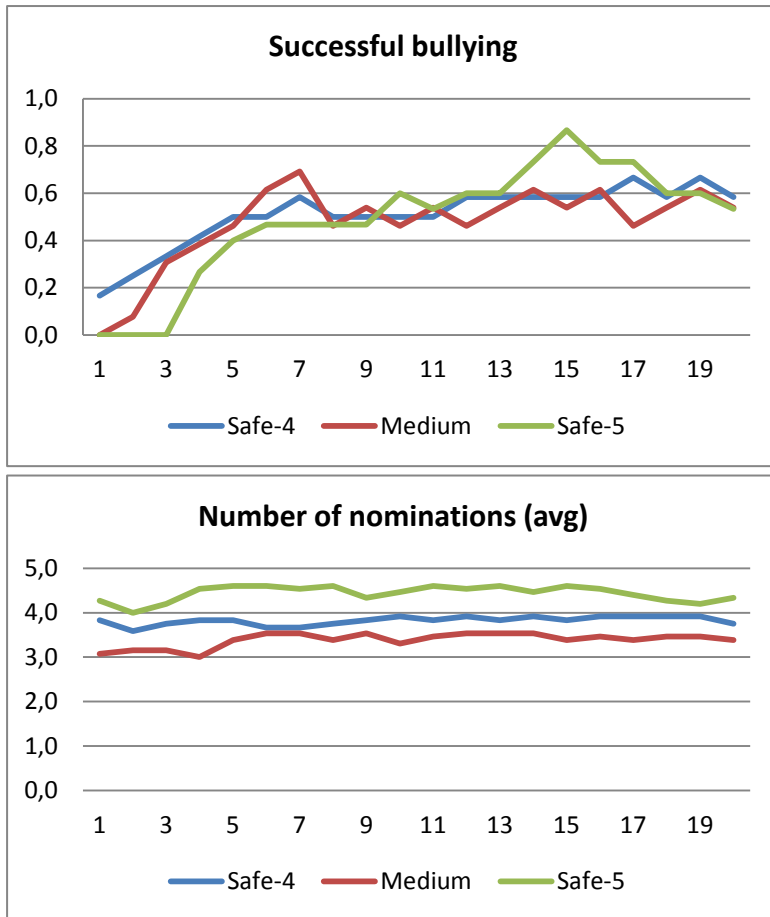 Successful bullying
1,0
0,8
0,6
0,4
0,2
0,0
1 3 5 7 9 11 13 15 17 19
Safe-4 Medium Safe-5
Number of nominations (avg)
5,0
4,0
3,0
2,0
1,0
0,0
1 3 5 7 9 11 13 15 17 19
Safe-4 Medium Safe-5